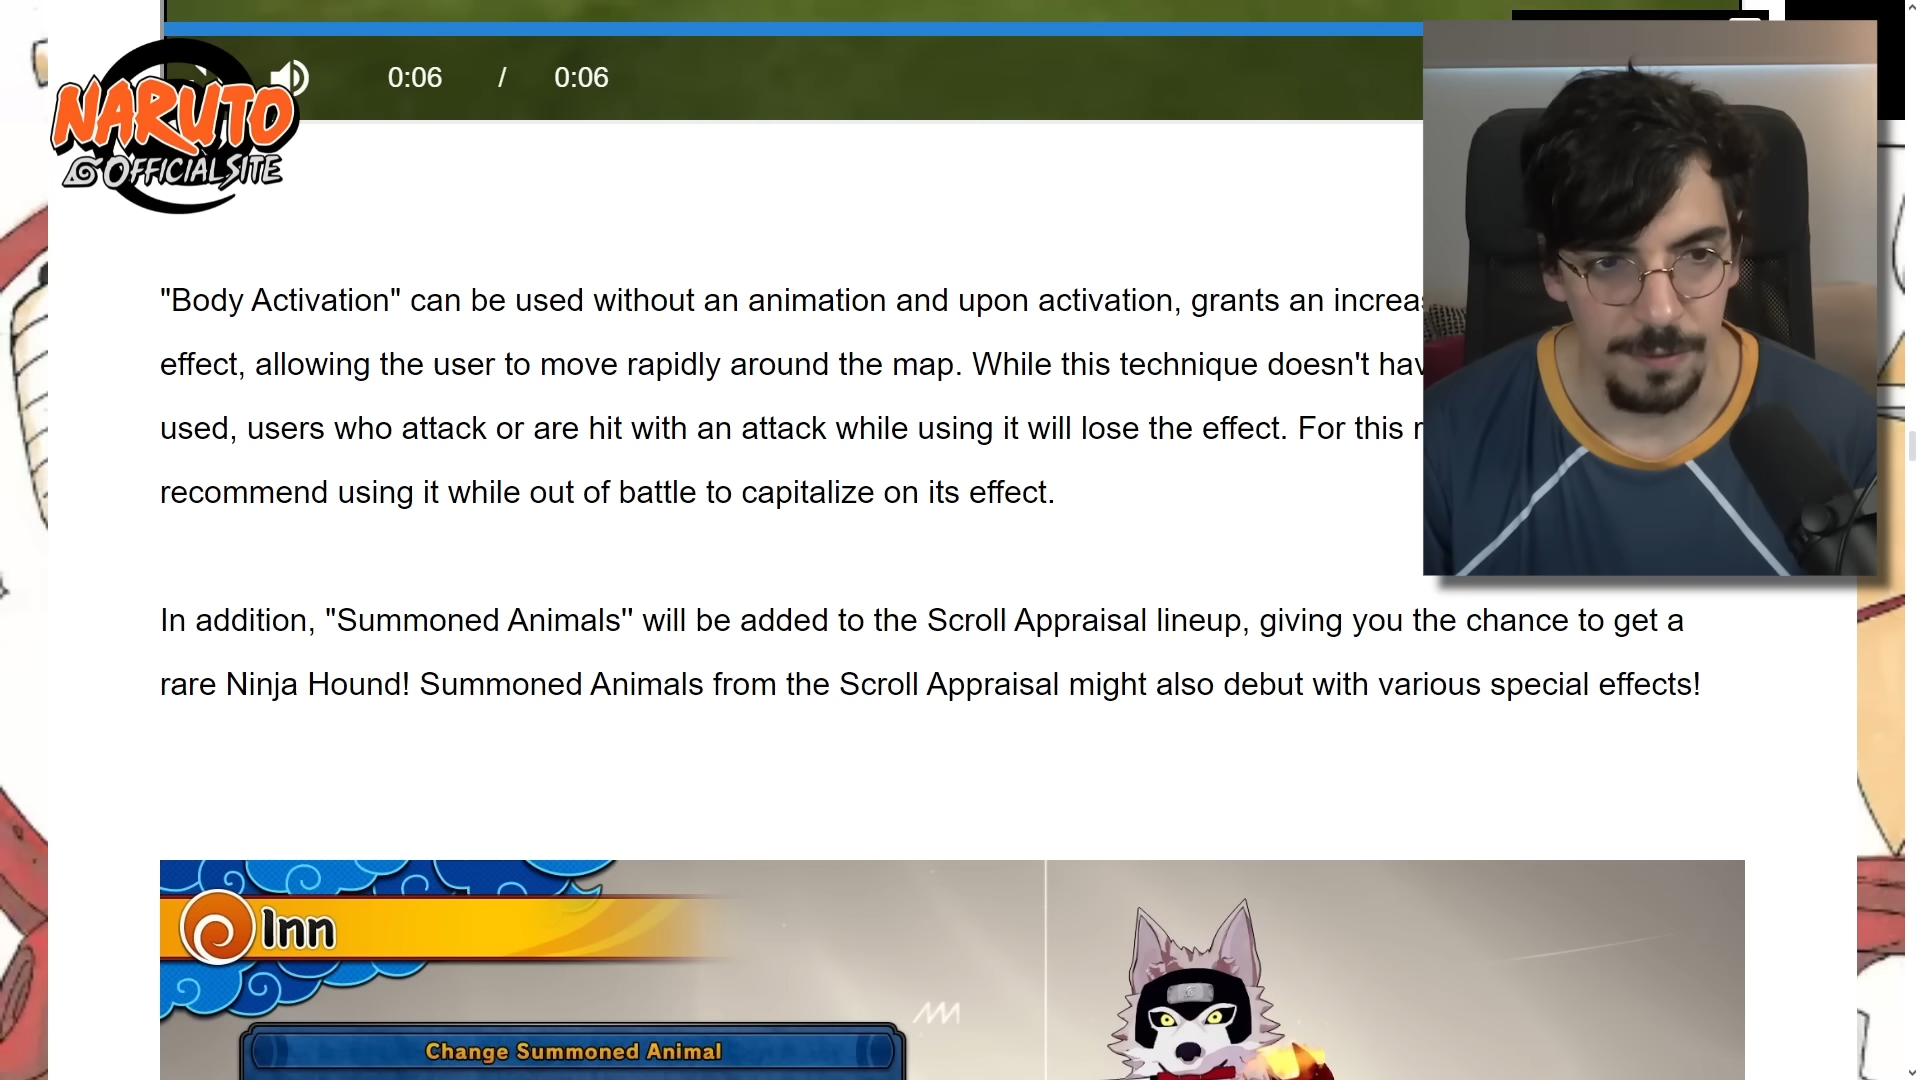 0:06 / 0:06
NARUTO
OFFICIAL SITE
"Body Activation" can be used without an animation and upon activation, grants an
effect, allowing the user to move rapidly around the map. While this technique doesn't
used, users who attack or are hit with an attack while using it will lose the effect. For this
recommend using it while out of battle to capitalize on its effect.
In addition, "Summoned Animals'' will be added to the Scroll Appraisal lineup, giving you the chance to get a
rare Ninja Hound! Summoned Animals from the Scroll Appraisal might also debut with various special effects!
Inn
Change Summoned Animal